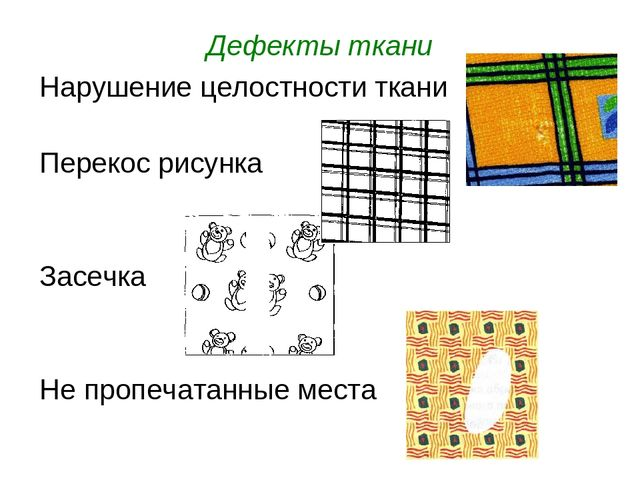 Дефекты ткани
Нарушение целостности ткани
Перекос рисунка
Засечка
Не пропечатанные места